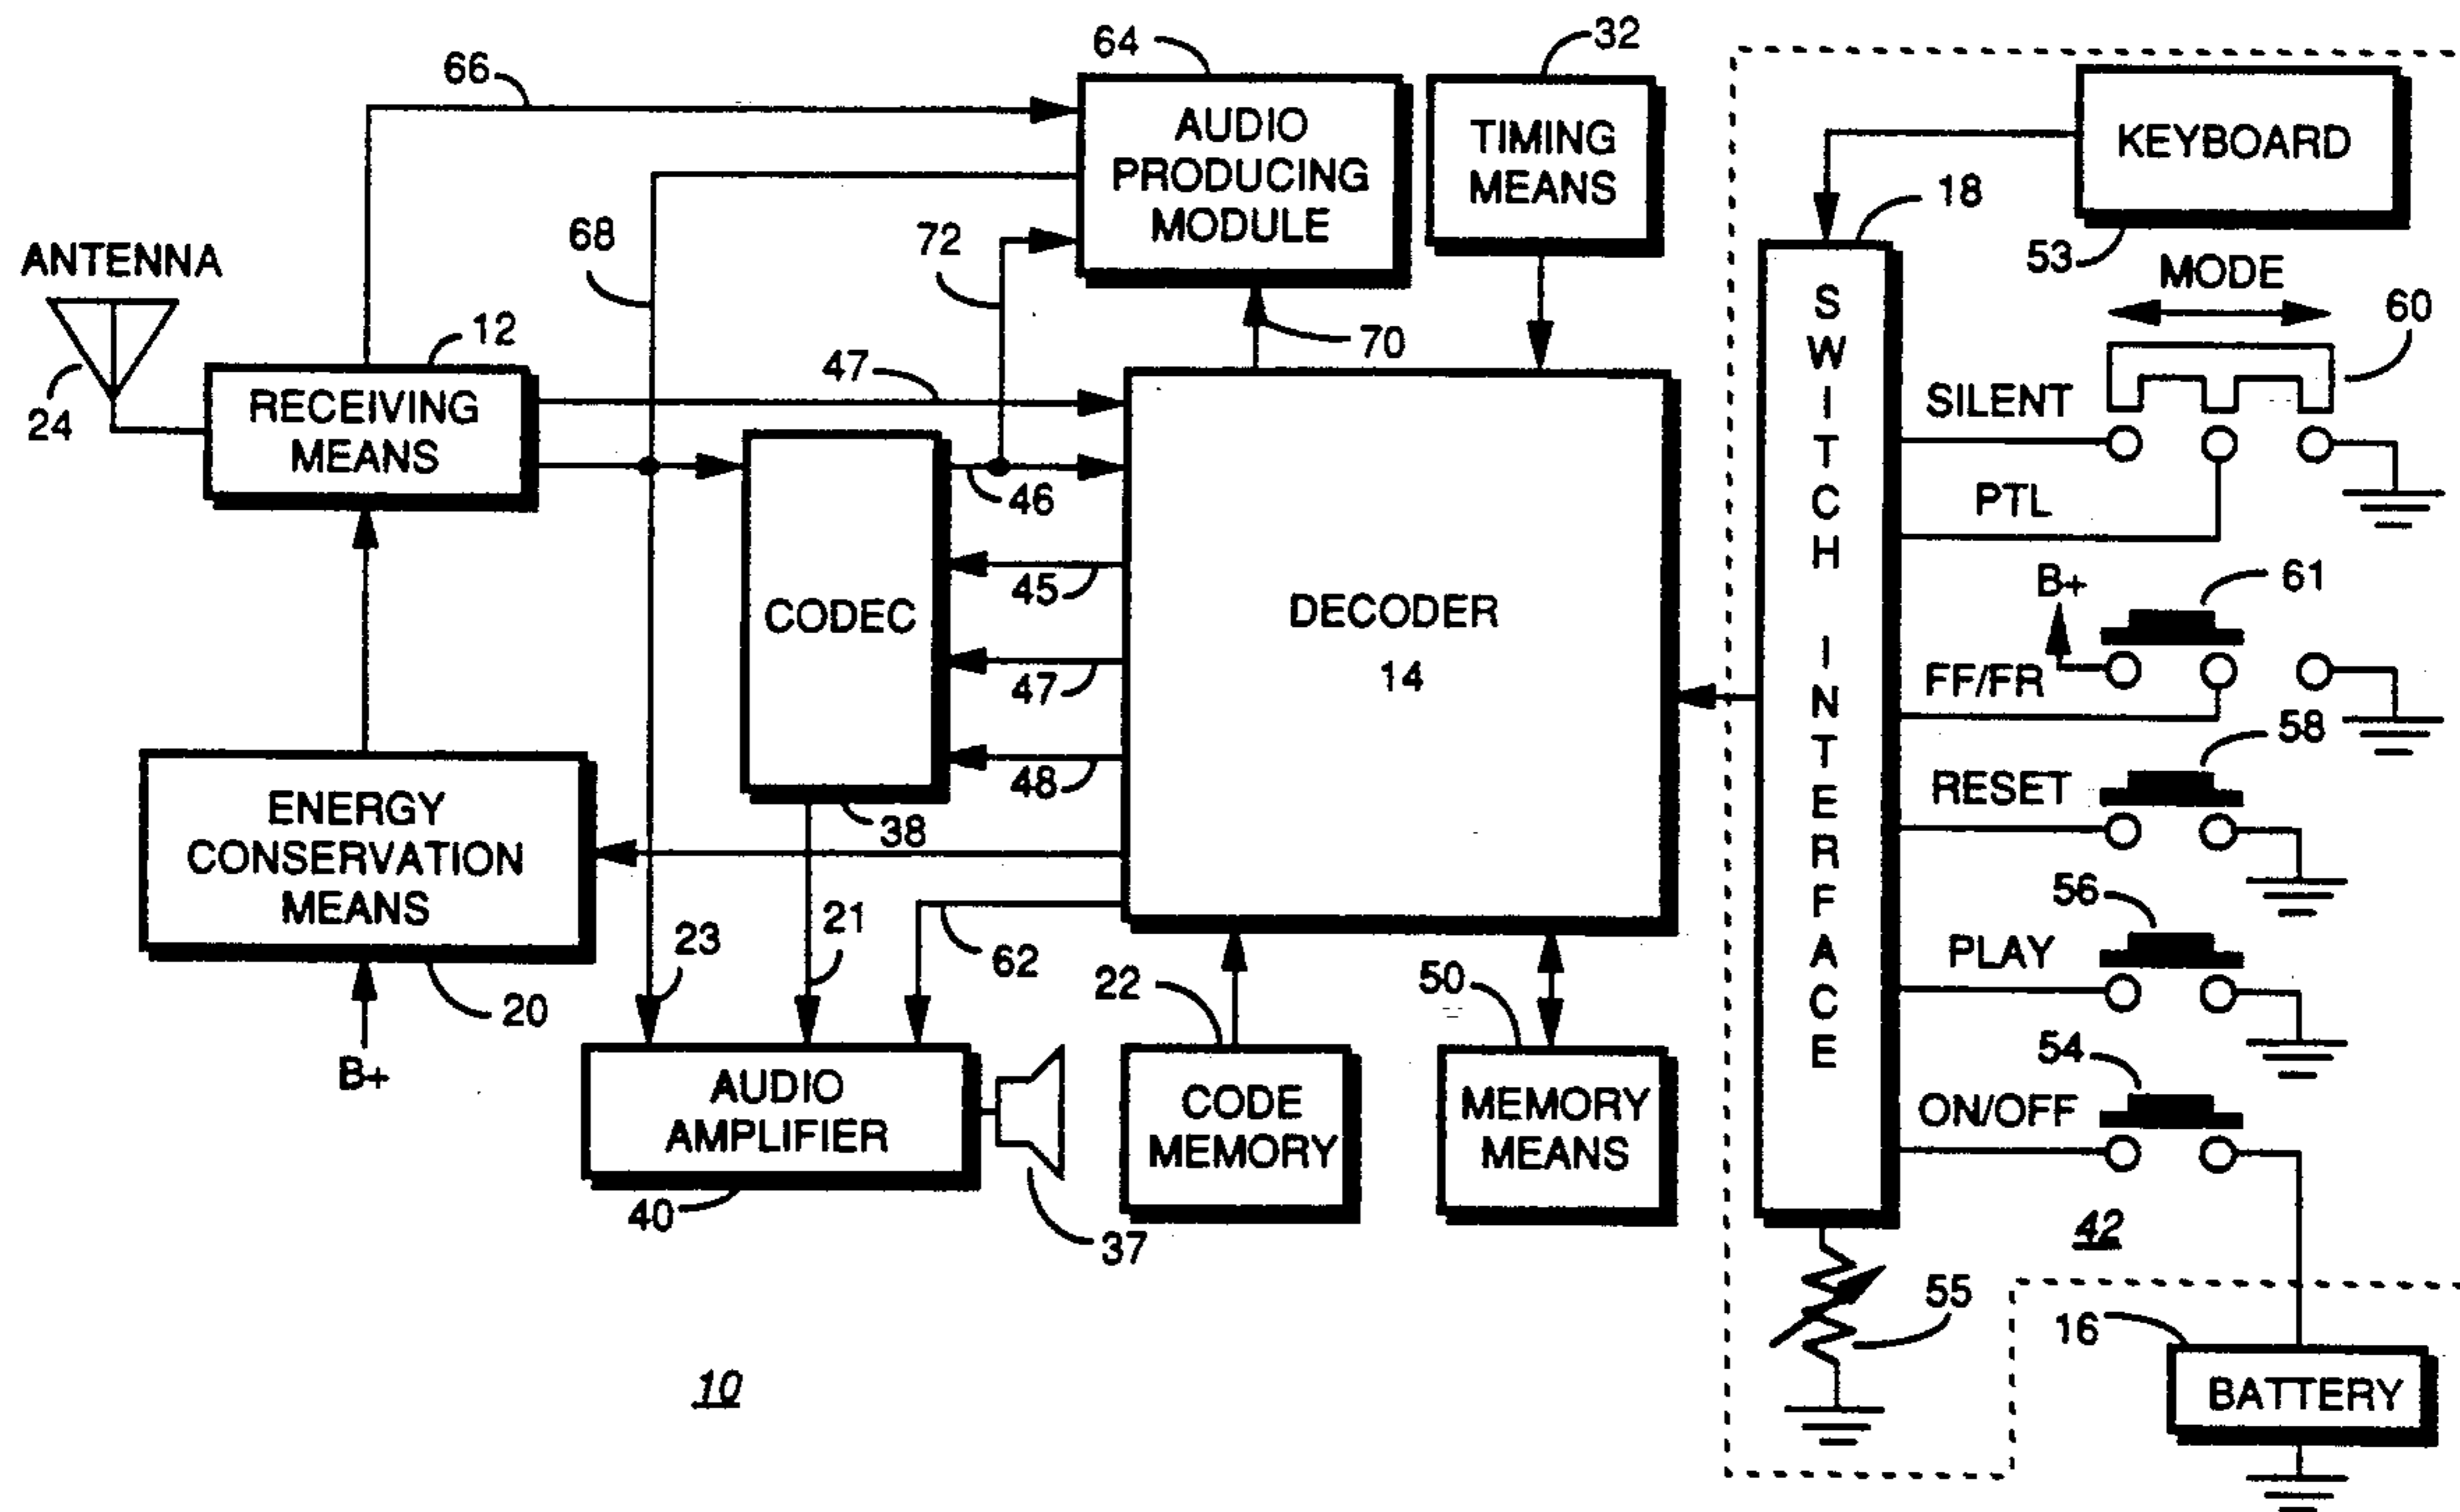 64
32
66
AUDIO
PRODUCING
MODULE
TIMING
MEANS
KEYBOARD
18
53
68
72
ANTENNA
24
12
47
70
MODE
60
RECEIVING
MEANS
SILENT
PTL
46
45
47
48
CODEC
38
DECODER
14
SWITCH INTERFACE
B+
61
FF/FR
58
RESET
56
PLAY
54
ON/OFF
ENERGY
CONSERVATION
MEANS
20
B+
23
21
62
22
50
AUDIO
AMPLIFIER
40
37
CODE
MEMORY
MEMORY
MEANS
42
55
16
BATTERY
10